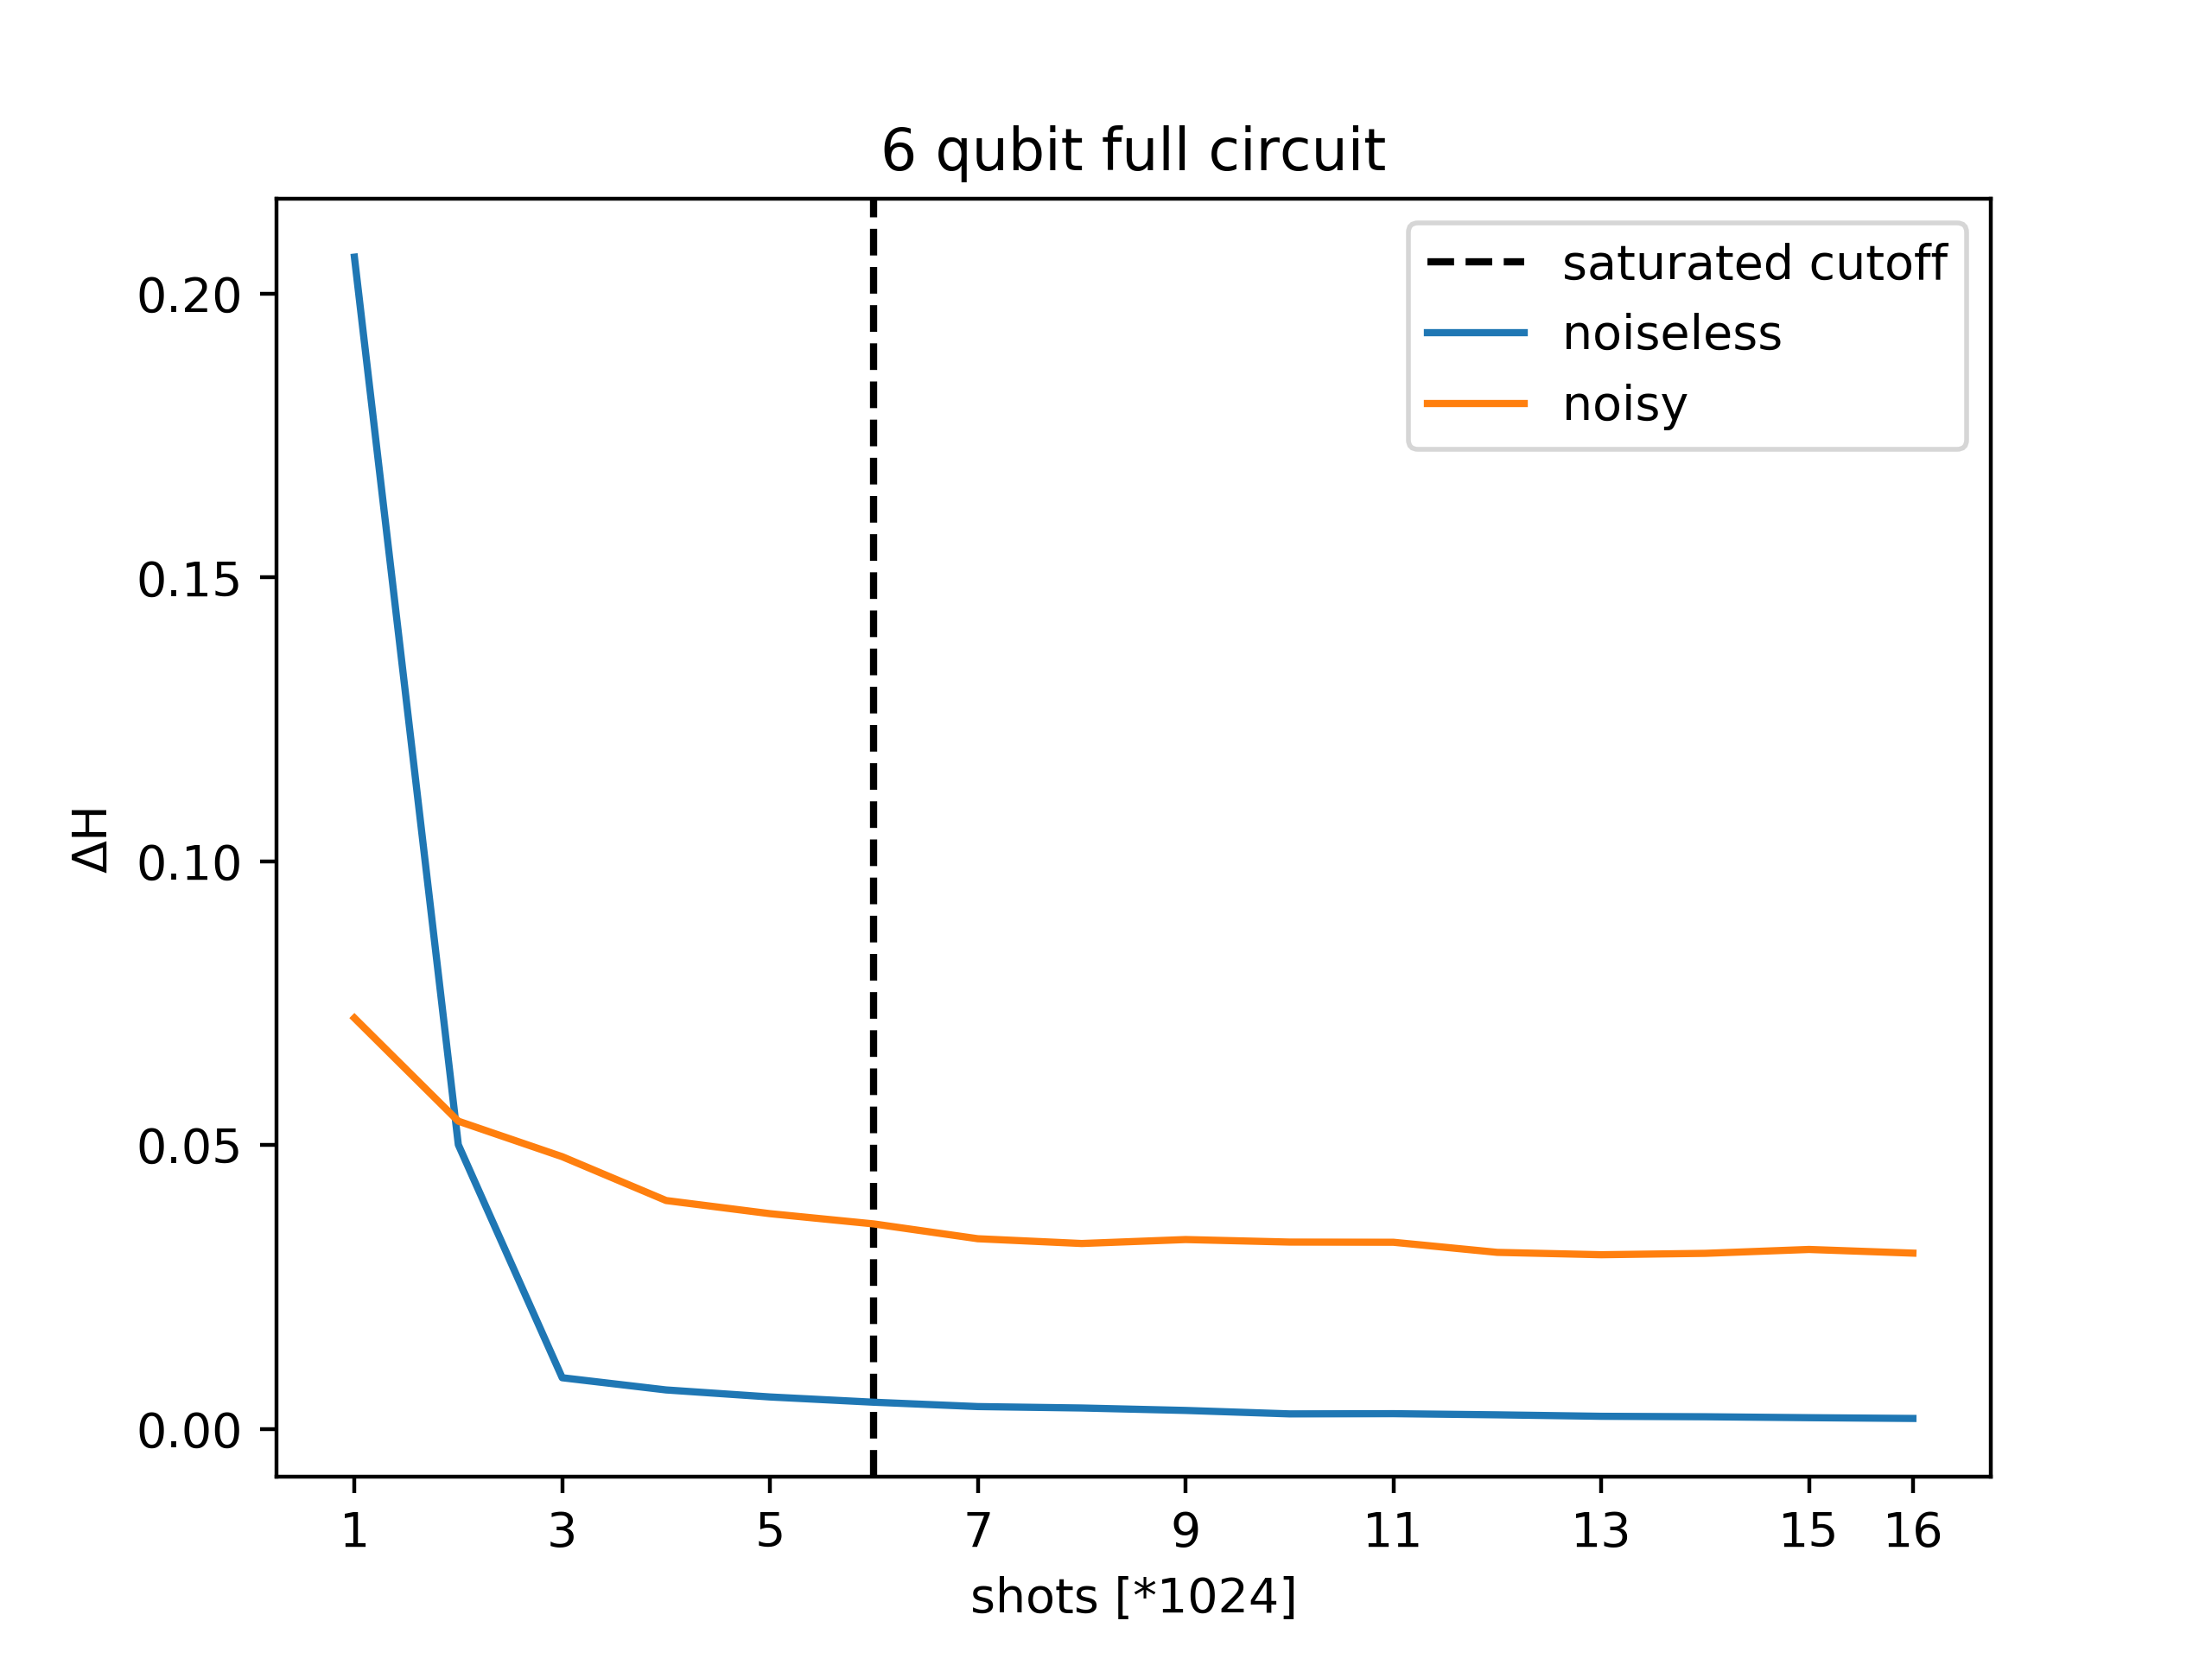 6 qubit full circuit
saturated cutoff
noiseless
noisy
0.20
0.15
0.10
0.05
0.00
ΔH
1 3 5 7 9 11 13 15 16
shots [*1024]